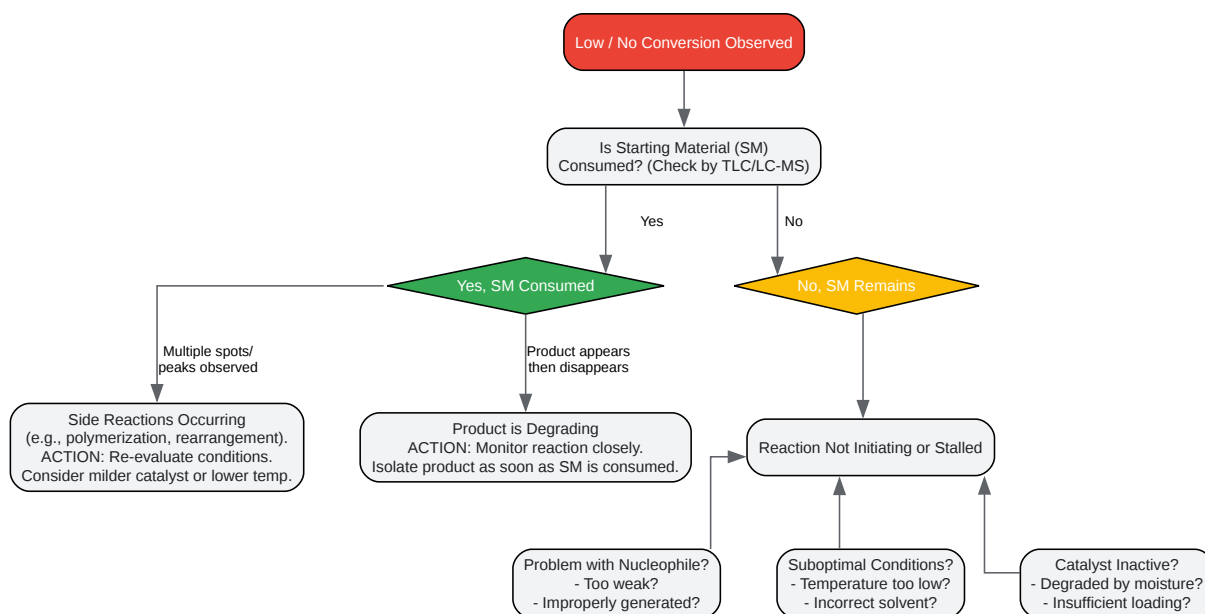 Low / No Conversion Observed
Is Starting Material (SM)
Consumed? (Check by TLC/LC-MS)
Yes
No
Yes, SM Consumed
No, SM Remains
Multiple spots/
peaks observed
Product appears
then disappears
Side Reactions Occurring
(e.g., polymerization, rearrangement).
ACTION: Re-evaluate conditions.
Consider milder catalyst or lower temp.
Product is Degrading
ACTION: Monitor reaction closely.
Isolate product as soon as SM is consumed.
Reaction Not Initiating or Stalled
Problem with Nucleophile?
- Too weak?
- Improperly generated?
Suboptimal Conditions?
- Temperature too low?
- Incorrect solvent?
Catalyst Inactive?
- Degraded by moisture?
- Insufficient loading?